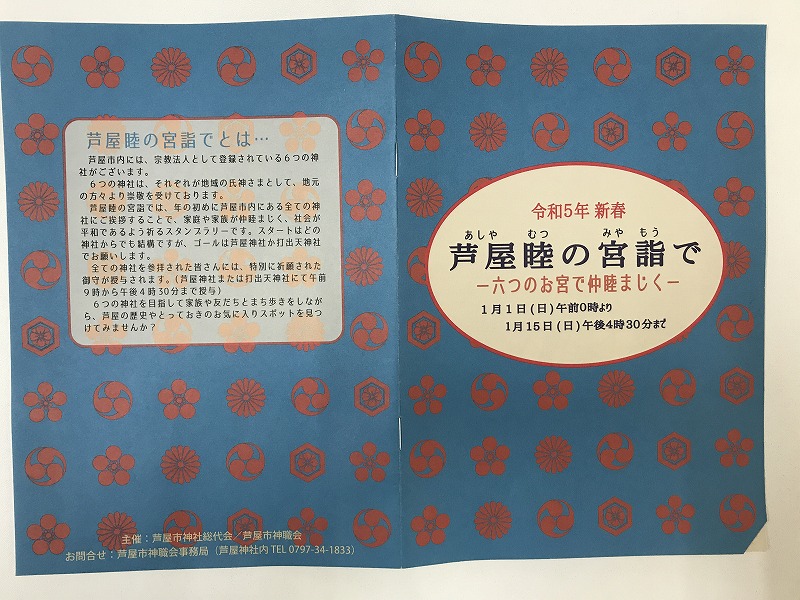 芦屋睦の宮詣でとは…
芦屋市内には、宗教法人として登録されている6つの神
社がございます。
6つの神社は、それぞれが地域の氏神さまとして、地元
の方々より崇敬を受けております。
芦屋睦の宮詣では、年の初めに芦屋市内にある全ての神
社にご挨拶することで、家庭や家族が仲睦まじく、社会が
平和であるよう祈るスタンスラリーです。スタートはどの
神社からでも結構ですが、ゴールは芦屋神社か打出天神社
でお願いします。
全ての神社を参拝された皆さんには、特別に祈願された
御守が授与されます。(芦屋神社または打出天神社にて午前
9時から午後4時30分まで授与)
6つの神社を目指して家族や友だちとまち歩きをしなが
ら、芦屋の歴史やとっておきのお気に入りスポットを見つ
けてみませんか?
主催:芦屋市神社総代会/芦屋市神職会
お問合せ:芦屋市神職会事務局(芦屋神社内 TEL 0797-34-1833)
令和5年 新春
あしや むつ みや もう
芦屋睦の宮詣で
ー六つのお宮で仲睦まじくー
1月1日(日)午前0時より
1月15日(日)午後4時30分まで